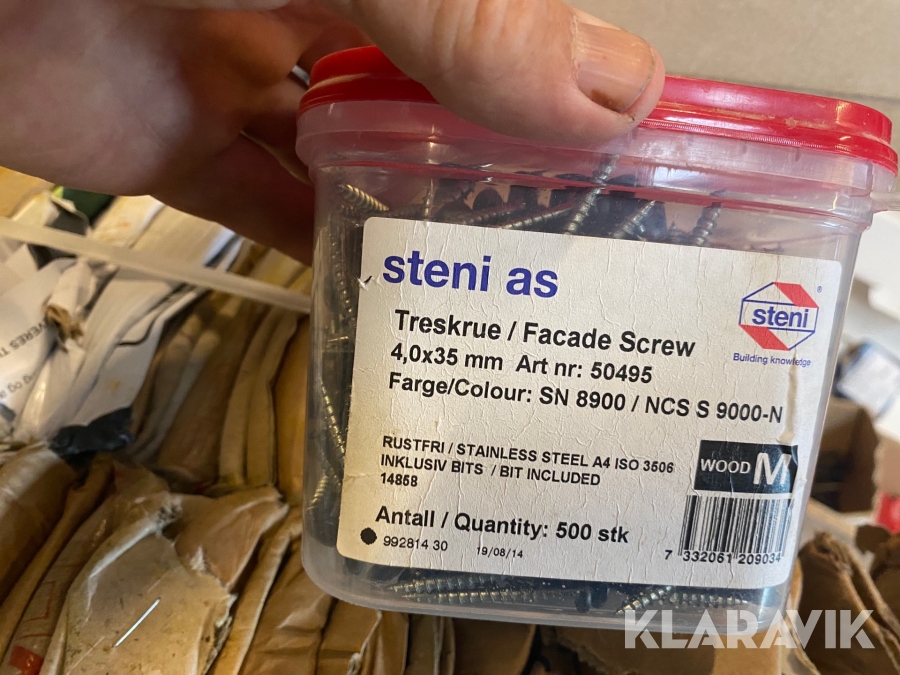 steni as
steni
®
Building knowledge
Treskrue / Facade Screw
4,0x35 mm Art nr: 50495
Farge/Colour: SN 8900 / NCS S 9000-N
RUSTFRI / STAINLESS STEEL A4 ISO 3506
INKLUSIV BITS / BIT INCLUDED
14868
WOOD M
Antall / Quantity: 500 stk
992814 30 19/08/14
7 332061 209034
KLARAVIK